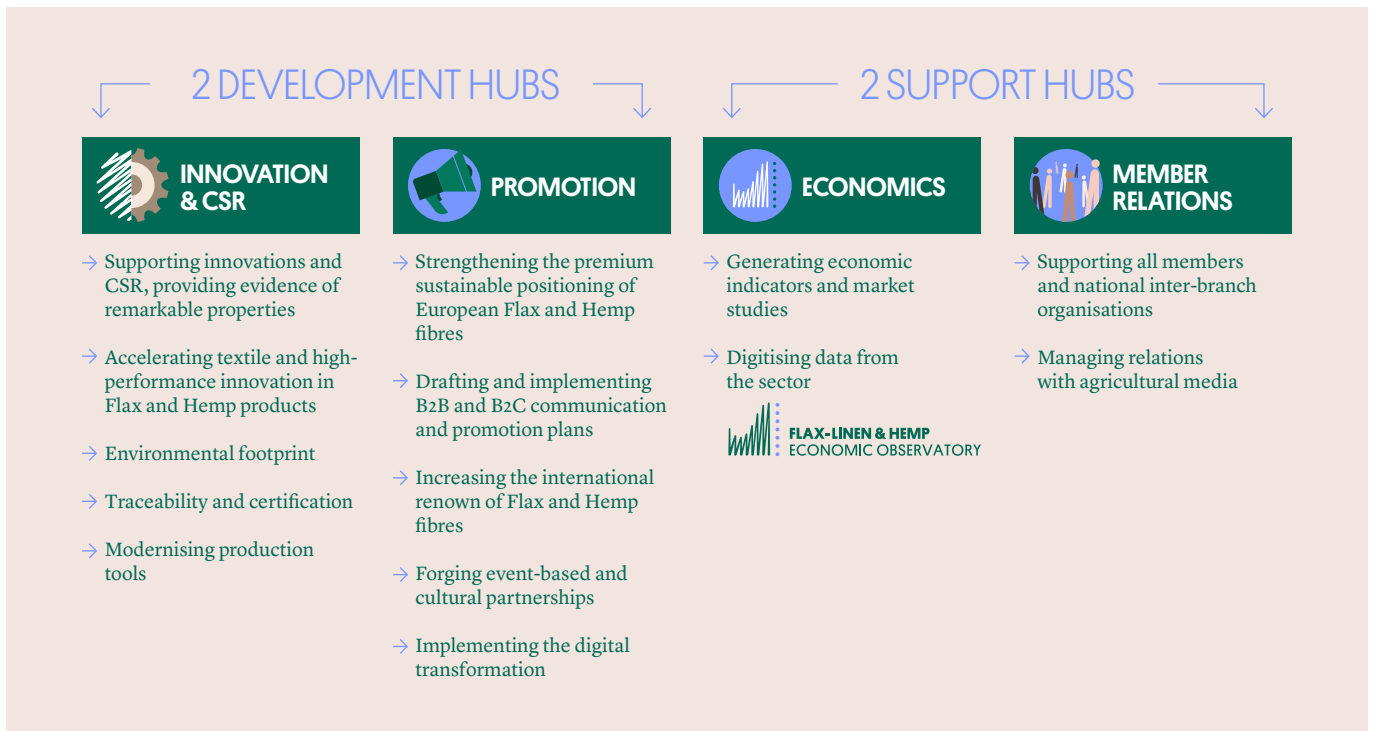 2 DEVELOPMENT HUBS
INNOVATION
& CSR
Supporting innovations and
CSR, providing evidence of
remarkable properties
Accelerating textile and high-
performance innovation in
Flax and Hemp products
Environmental footprint
Traceability and certification
Modernising production
tools
PROMOTION
Strengthening the premium
sustainable positioning of
European Flax and Hemp
fibres
Drafting and implementing
B2B and B2C communication
and promotion plans
Increasing the international
renown of Flax and Hemp
fibres
Forging event-based and
cultural partnerships
Implementing the digital
transformation
2 SUPPORT HUBS
ECONOMICS
Generating economic
indicators and market
studies
Digitising data from
the sector
FLAX-LINEN & HEMP
ECONOMIC OBSERVATORY
MEMBER
RELATIONS
Supporting all members
and national inter-branch
organisations
Managing relations
with agricultural media